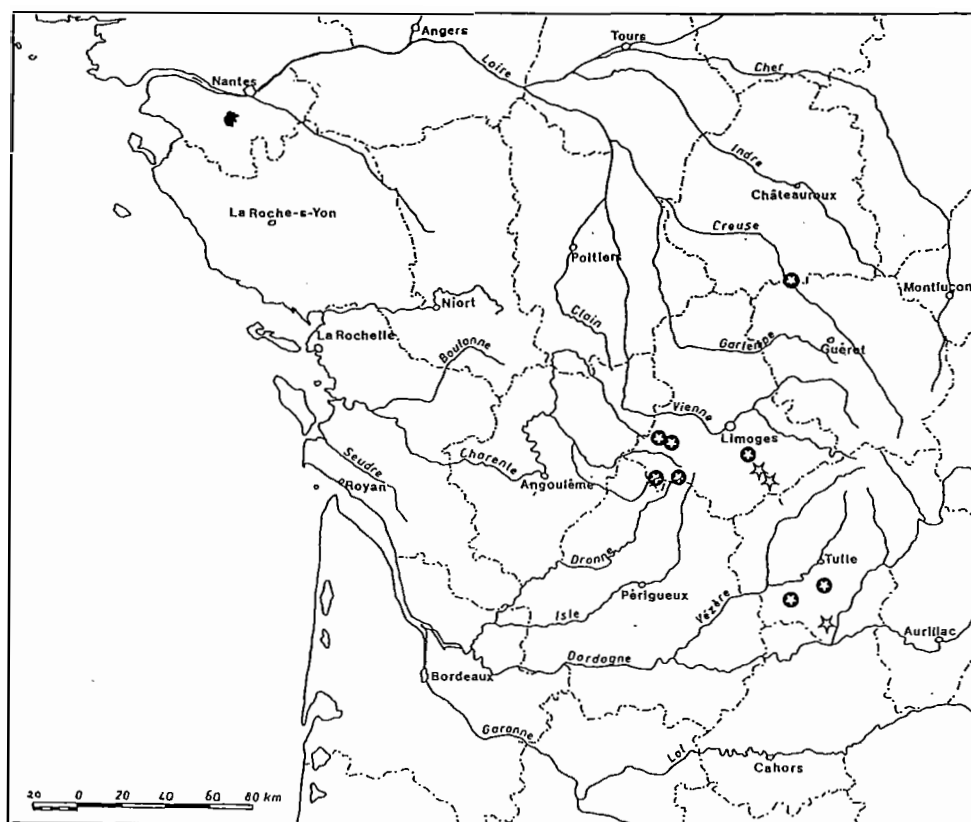 Angers
Tours
Loire
Cher
Nantes
Indre
Châteauroux
La Roche-s-Yon
Creuse
Poitiers
Montluçon
Niort
Clain
La Rochelle
Boutonne
Gartempe
Guéret
Vienne
Limoges
Charente
Seudre
Angoulême
Royan
Dronne
Tulle
Périgueux
Isle
Vézère
Aurillac
Dordogne
Bordeaux
Garonne
Lot
Cahors
20 0 20 40 60 80 km